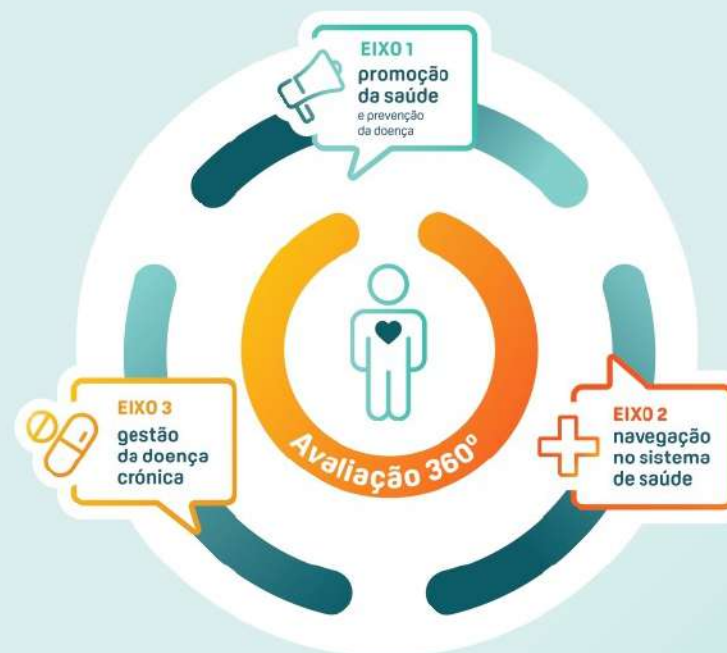 EIXO 1
promoção
da saúde
e prevenção
da doença
EIXO 3
gestão
da doença
crónica
Avaliação 360º
EIXO 2
navegação
no sistema
de saúde